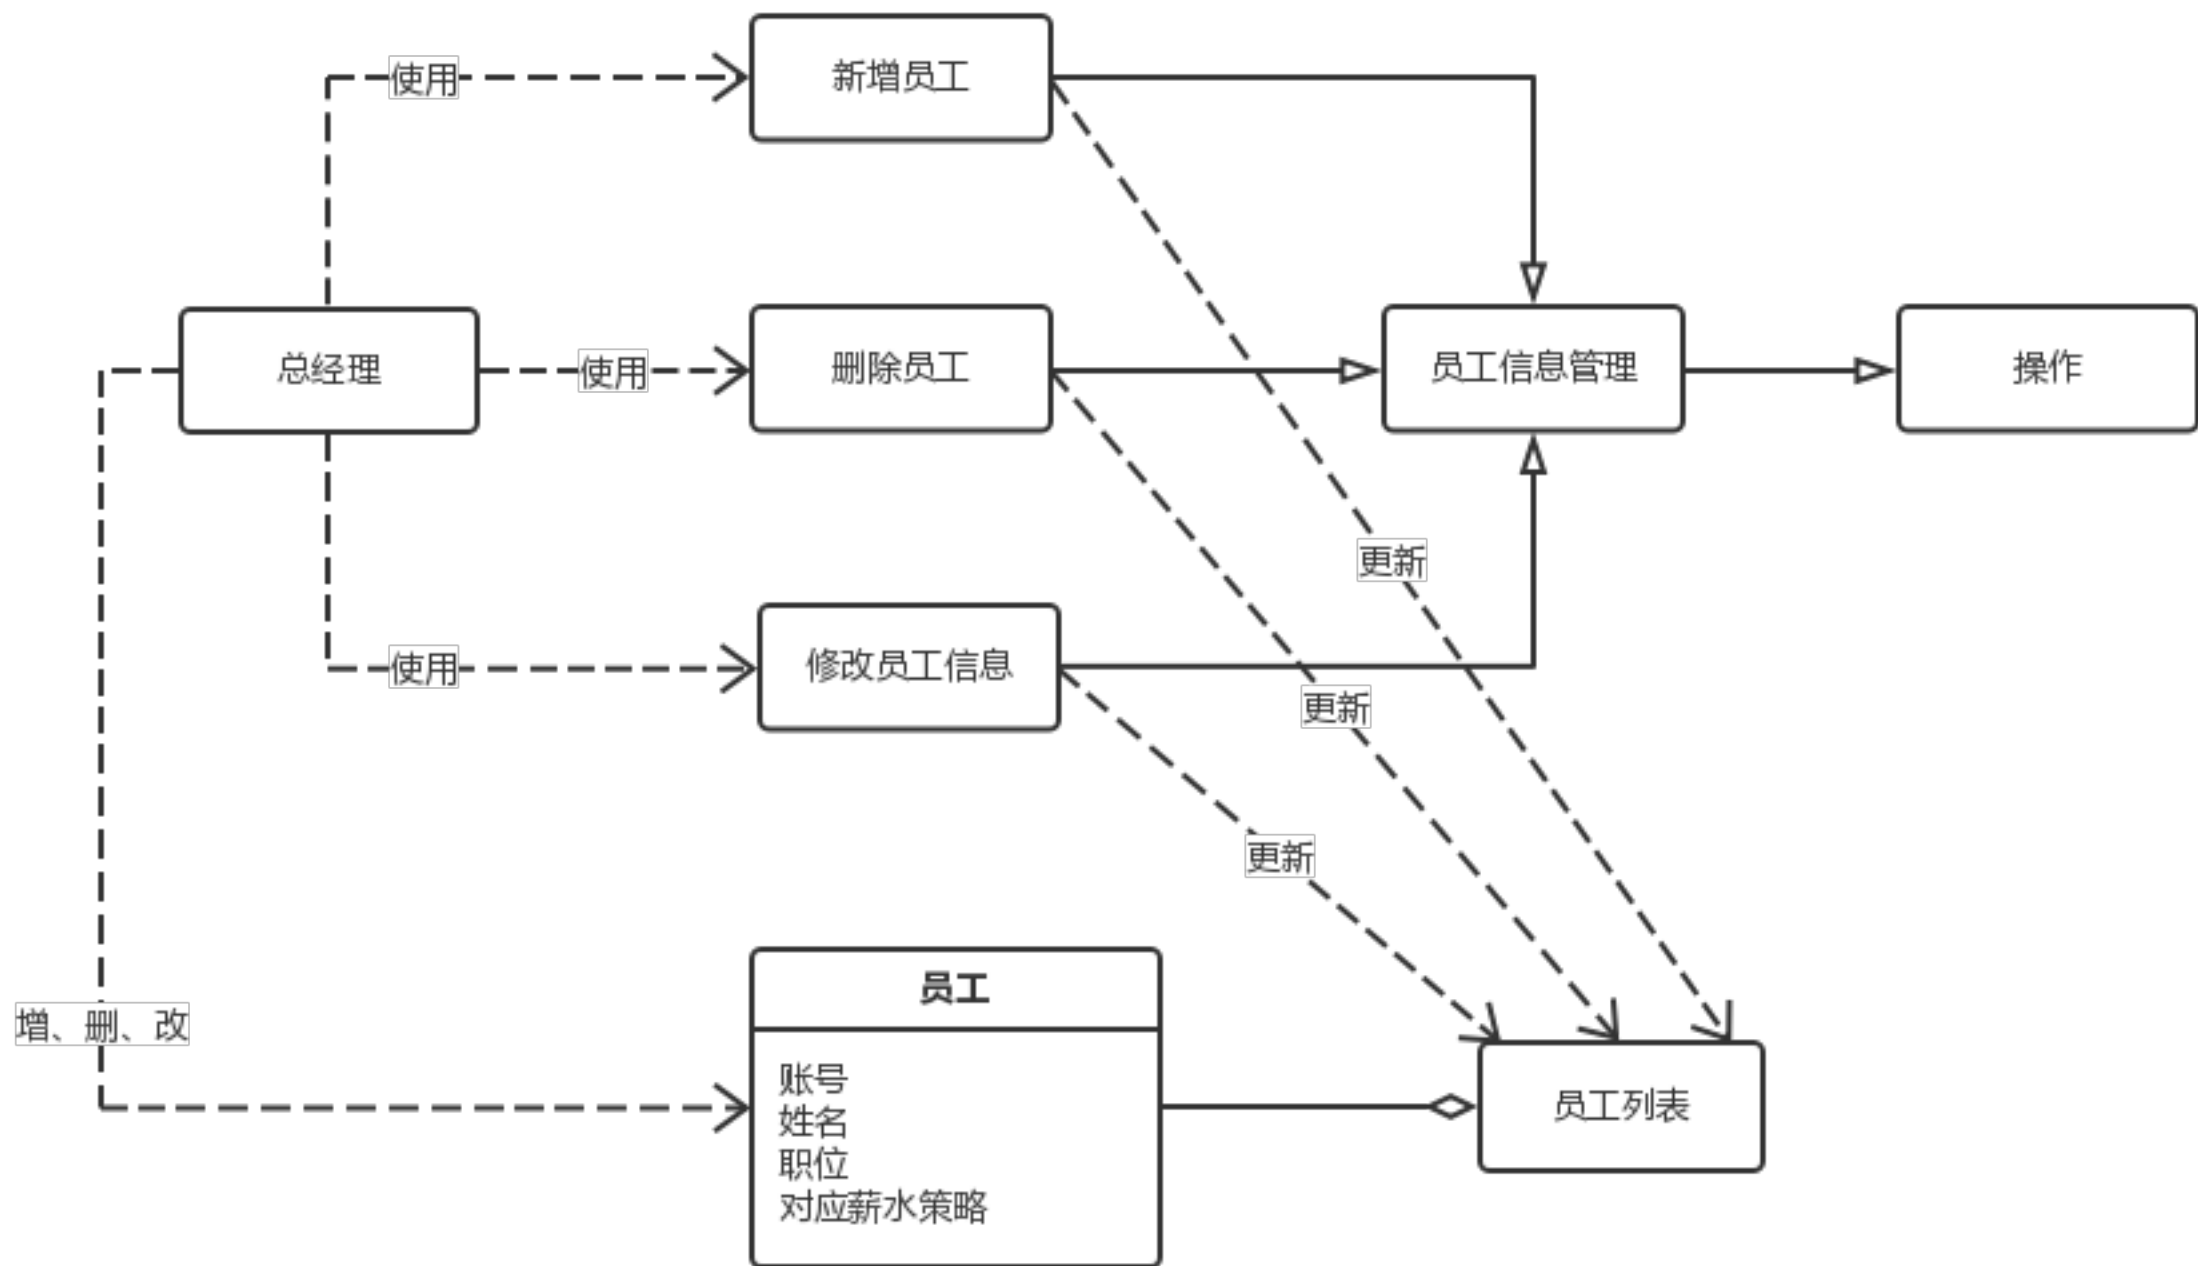 使用
新增员工
总经理
使用
删除员工
员工信息管理
操作
更新
使用
修改员工信息
更新
更新
员工
增、删、改
账号
姓名
职位
对应薪水策略
员工列表